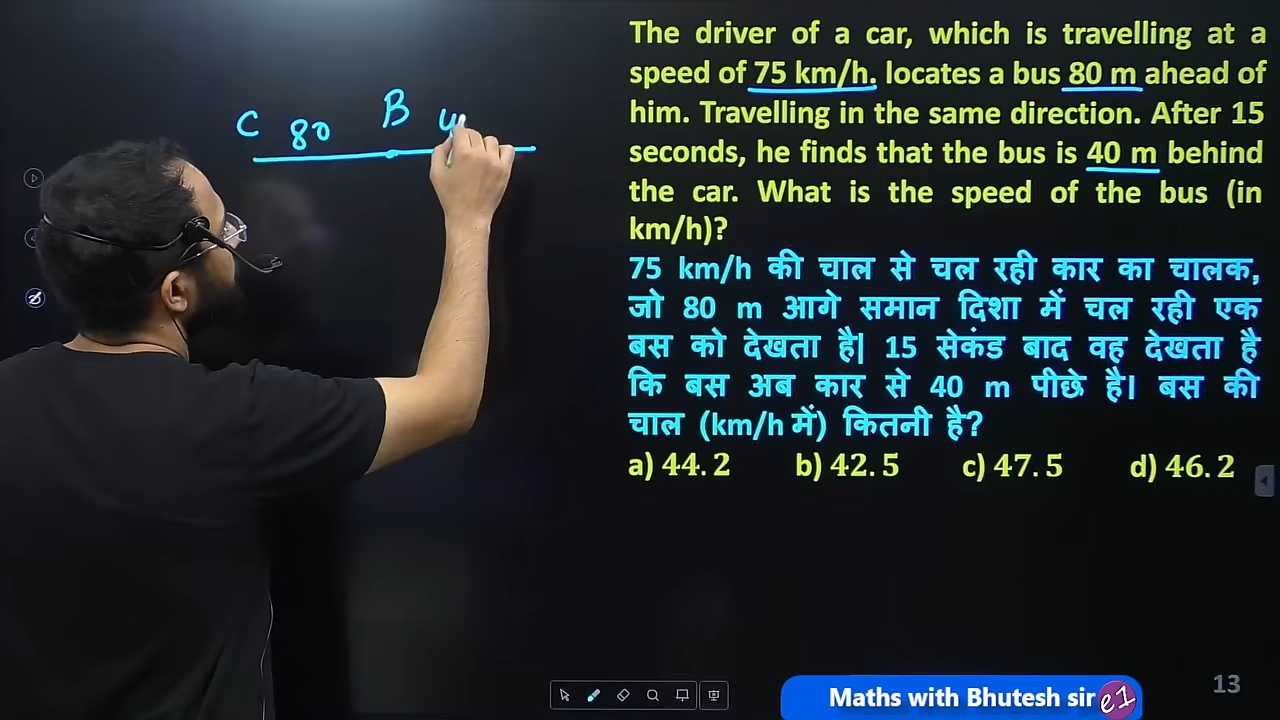 The driver of a car, which is travelling at a
speed of 75 km/h. locates a bus 80 m ahead of
him. Travelling in the same direction. After 15
seconds, he finds that the bus is 40 m behind
the car. What is the speed of the bus (in
km/h)?
75 km/h की चाल से चल रही कार का चालक,
जो 80 m आगे समान दिशा में चल रही एक
बस को देखता है| 15 सेकंड बाद वह देखता है
कि बस अब कार से 40 m पीछे है। बस की
चाल (km/h में) कितनी है?
a) 44.2 b) 42.5 c) 47.5 d) 46.2
C 80 B
Maths with Bhutesh sir e1
13